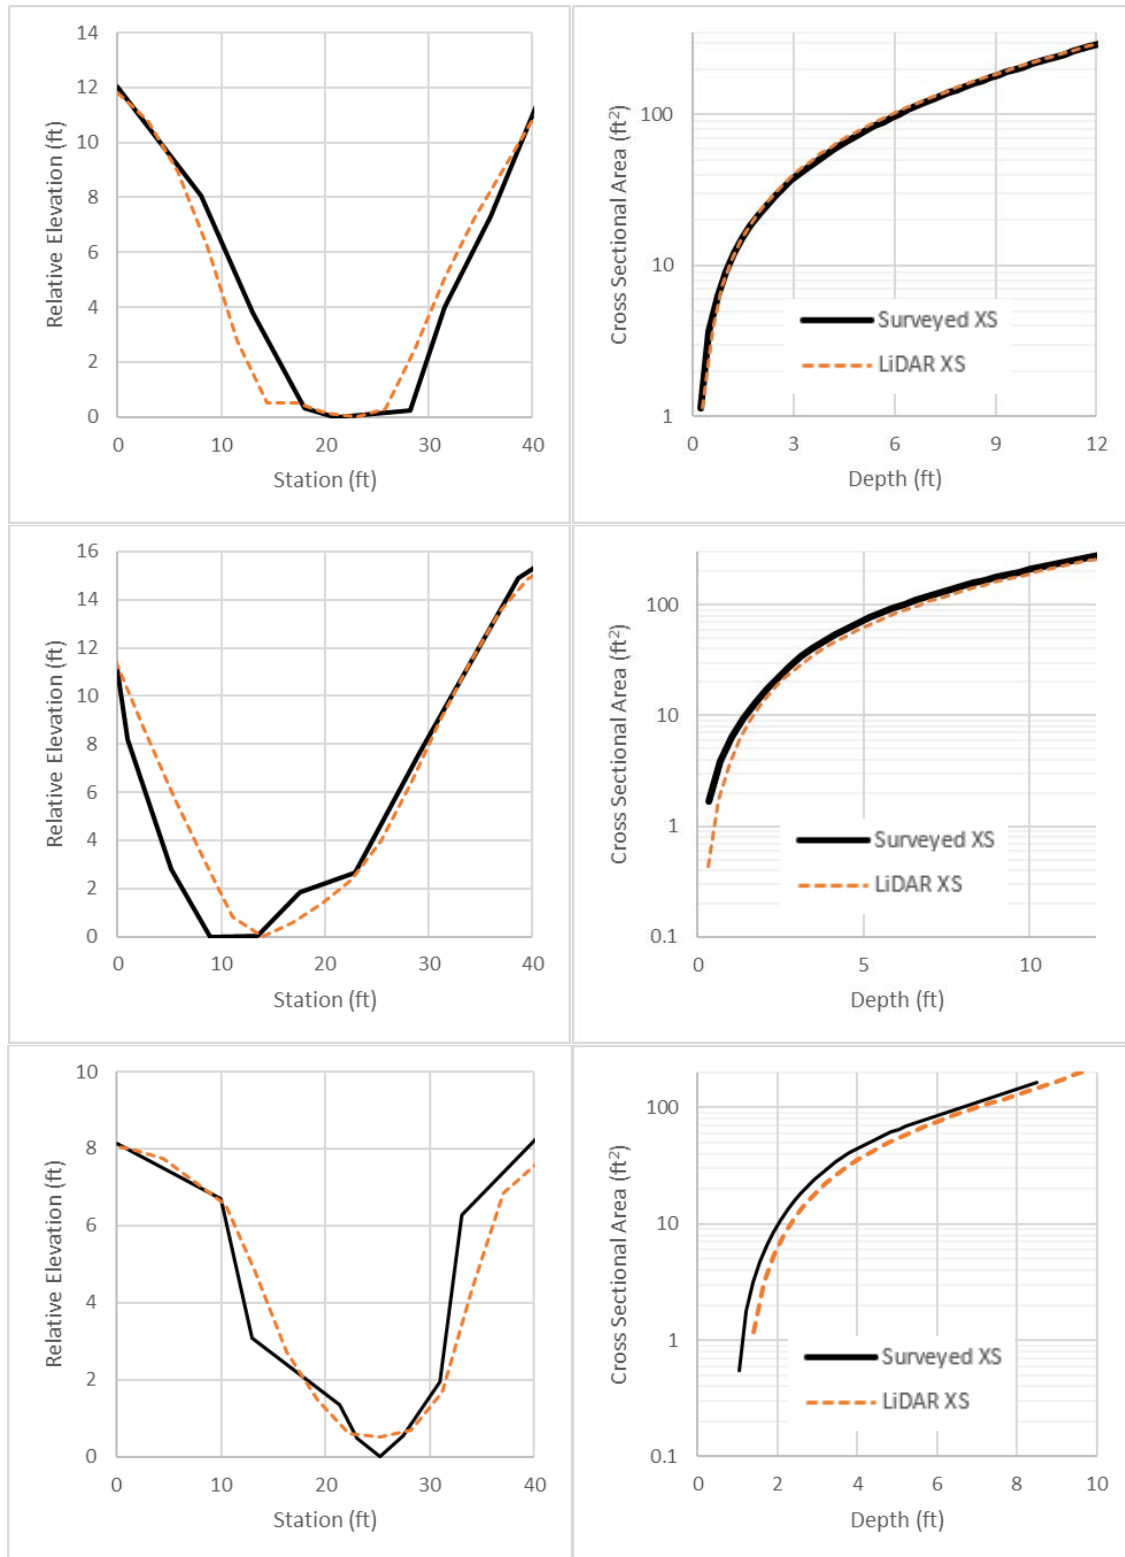 14
12
10
8
6
4
2
0
0 10 20 30 40
Relative Elevation (ft)
Station (ft)
100
10
1
0 3 6 9 12
Cross Sectional Area (ft²)
Depth (ft)
Surveyed XS
LiDAR XS
16
14
12
10
8
6
4
2
0
0 10 20 30 40
Relative Elevation (ft)
Station (ft)
100
10
1
0.1
0 5 10
Cross Sectional Area (ft²)
Depth (ft)
Surveyed XS
LiDAR XS
10
8
6
4
2
0
0 10 20 30 40
Relative Elevation (ft)
Station (ft)
100
10
1
0.1
0 2 4 6 8 10
Cross Sectional Area (ft²)
Depth (ft)
Surveyed XS
LiDAR XS